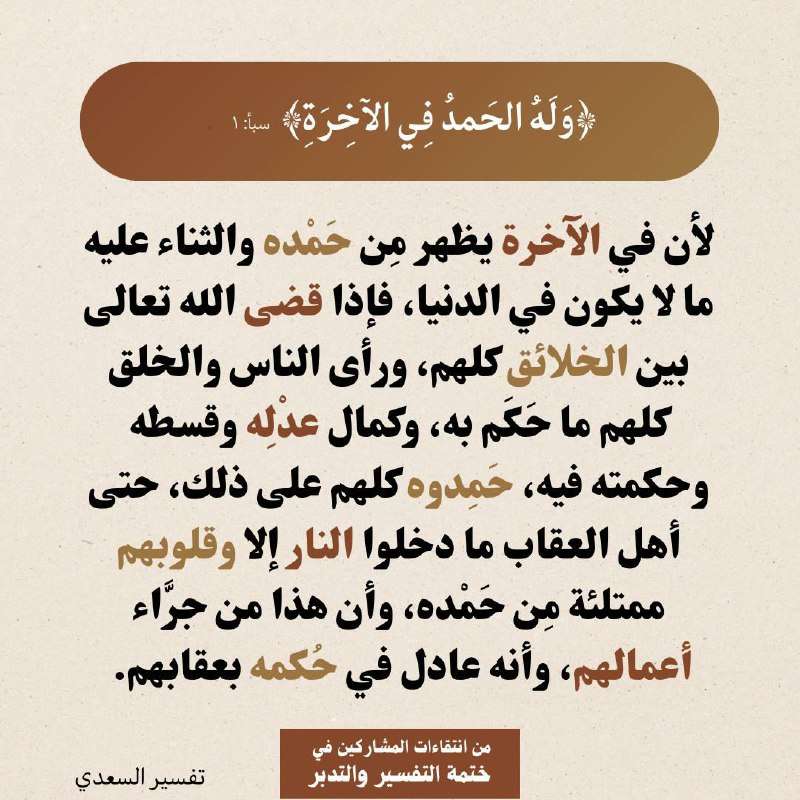 ﴿وَلَهُ الحَمدُ فِي الآخِرَةِ﴾ سبأ: ١
لأن في الآخرة يظهر مِن حَمْده والثناء عليه
ما لا يكون في الدنيا، فإذا قضى الله تعالى
بين الخلائق كلهم، ورأى الناس والخلق
كلهم ما حَكَم به، وكمال عدْلِه وقسطه
وحكمته فيه، حَمِدوه كلهم على ذلك، حتى
أهل العقاب ما دخلوا النار إلا وقلوبهم
ممتلئة مِن حَمْده، وأن هذا من جرَّاء
أعمالهم، وأنه عادل في حُكمه بعقابهم.
من انتقاءات المشاركين في
ختمة التفسير والتدبر
تفسير السعدي